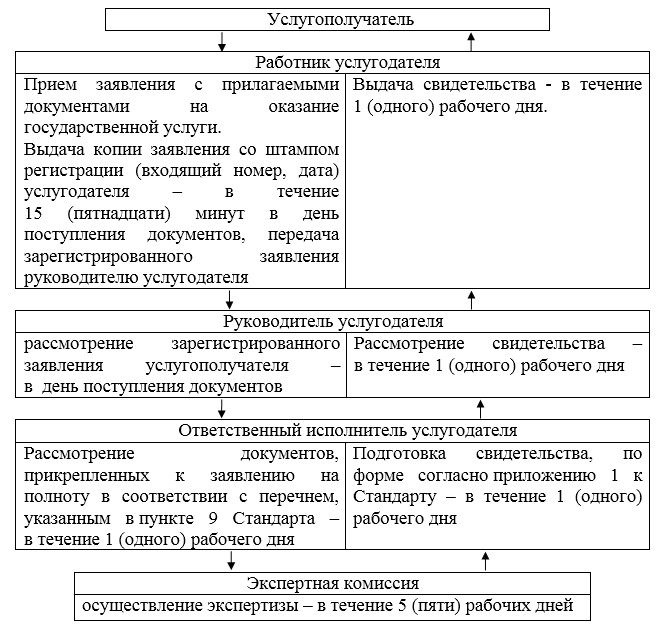 Услугополучатель
Работник услугодателя
Прием заявления с прилагаемыми
документами на оказание
государственной услуги.
Выдача копии заявления со штампом
регистрации (входящий номер, дата)
услугодателя – в течение
15 (пятнадцати) минут в день
поступления документов, передача
зарегистрированного заявления
руководителю услугодателя
Выдача свидетельства - в течение
1 (одного) рабочего дня.
Руководитель услугодателя
рассмотрение зарегистрированного
заявления услугополучателя –
в день поступления документов
Рассмотрение свидетельства –
в течение 1 (одного) рабочего дня
Ответственный исполнитель услугодателя
Рассмотрение документов,
прикрепленных к заявлению на
полноту в соответствии с перечнем,
указанным в пункте 9 Стандарта –
в течение 1 (одного) рабочего дня
Подготовка свидетельства, по
форме согласно приложению 1 к
Стандарту – в течение 1 (одного)
рабочего дня
Экспертная комиссия
осуществление экспертизы – в течение 5 (пяти) рабочих дней